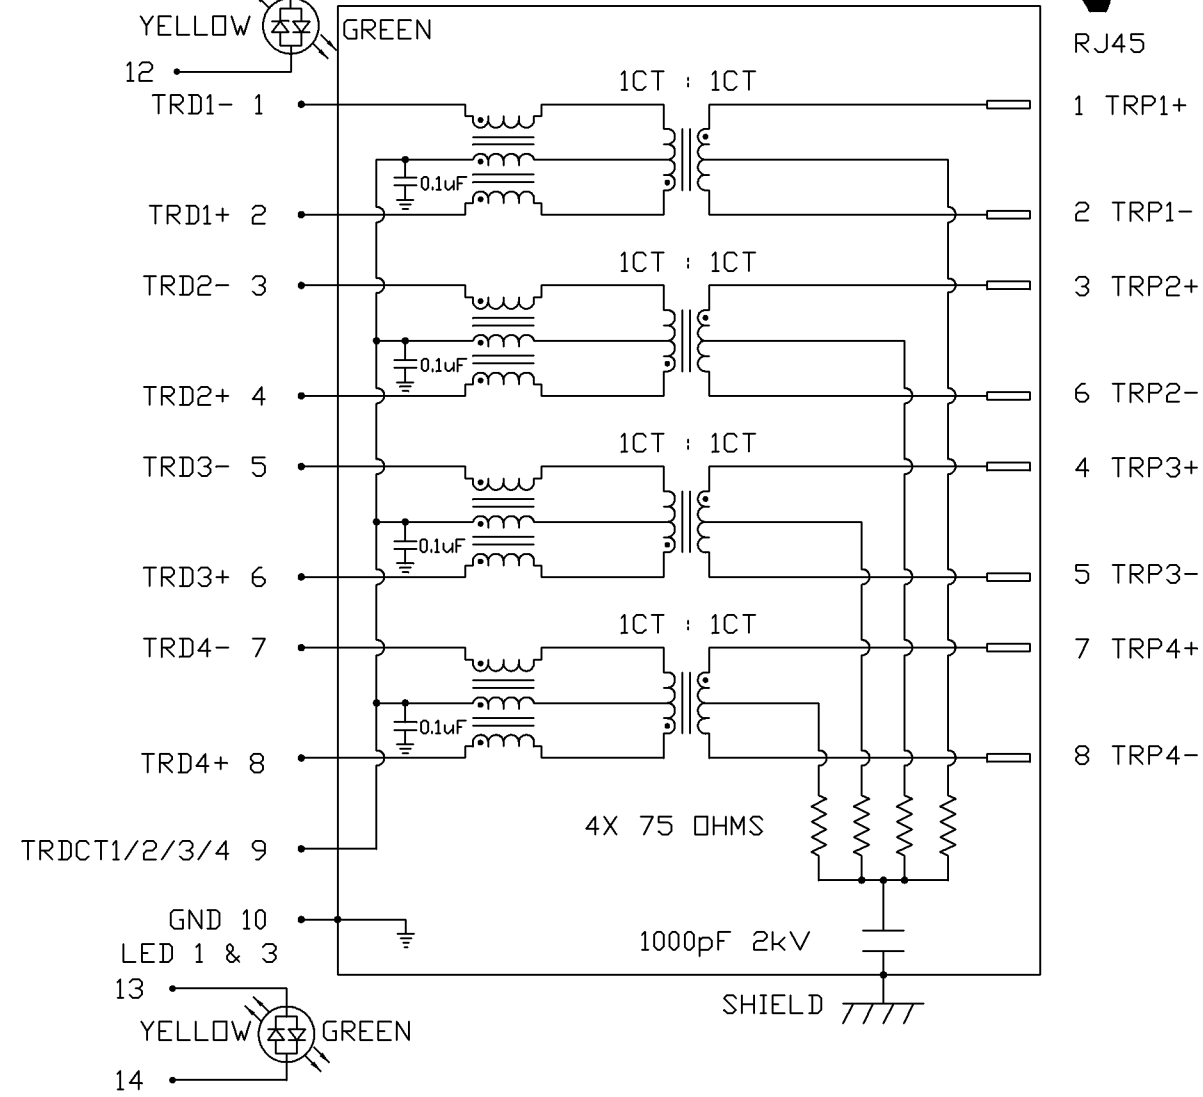 YELLOW GREEN
RJ45
12
1CT : 1CT
TRD1- 1
1 TRP1+
0.1uF
TRD1+ 2
2 TRP1-
1CT : 1CT
TRD2- 3
3 TRP2+
0.1uF
TRD2+ 4
6 TRP2-
1CT : 1CT
TRD3- 5
4 TRP3+
0.1uF
TRD3+ 6
5 TRP3-
1CT : 1CT
TRD4- 7
7 TRP4+
0.1uF
TRD4+ 8
8 TRP4-
4X 75 OHMS
TRDCT1/2/3/4 9
GND 10
1000pF 2kV
LED 1 & 3
13
SHIELD
YELLOW GREEN
14